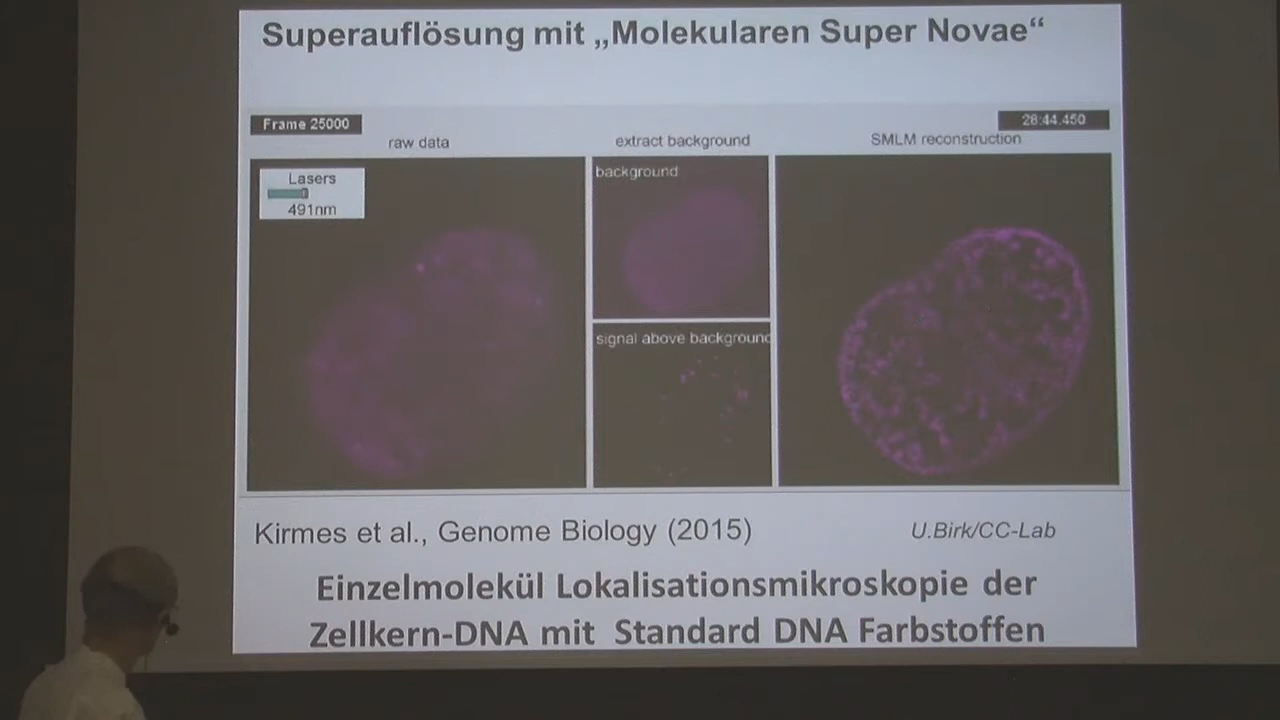 Superauflösung mit „Molekularen Super Novae“
Frame 25000
28:44.450
raw data
extract background
SMLM reconstruction
Lasers
491nm
background
signal above background
Kirmes et al., Genome Biology (2015)
U.Birk/CC-Lab
Einzelmolekül Lokalisationsmikroskopie der
Zellkern-DNA mit Standard DNA Farbstoffen